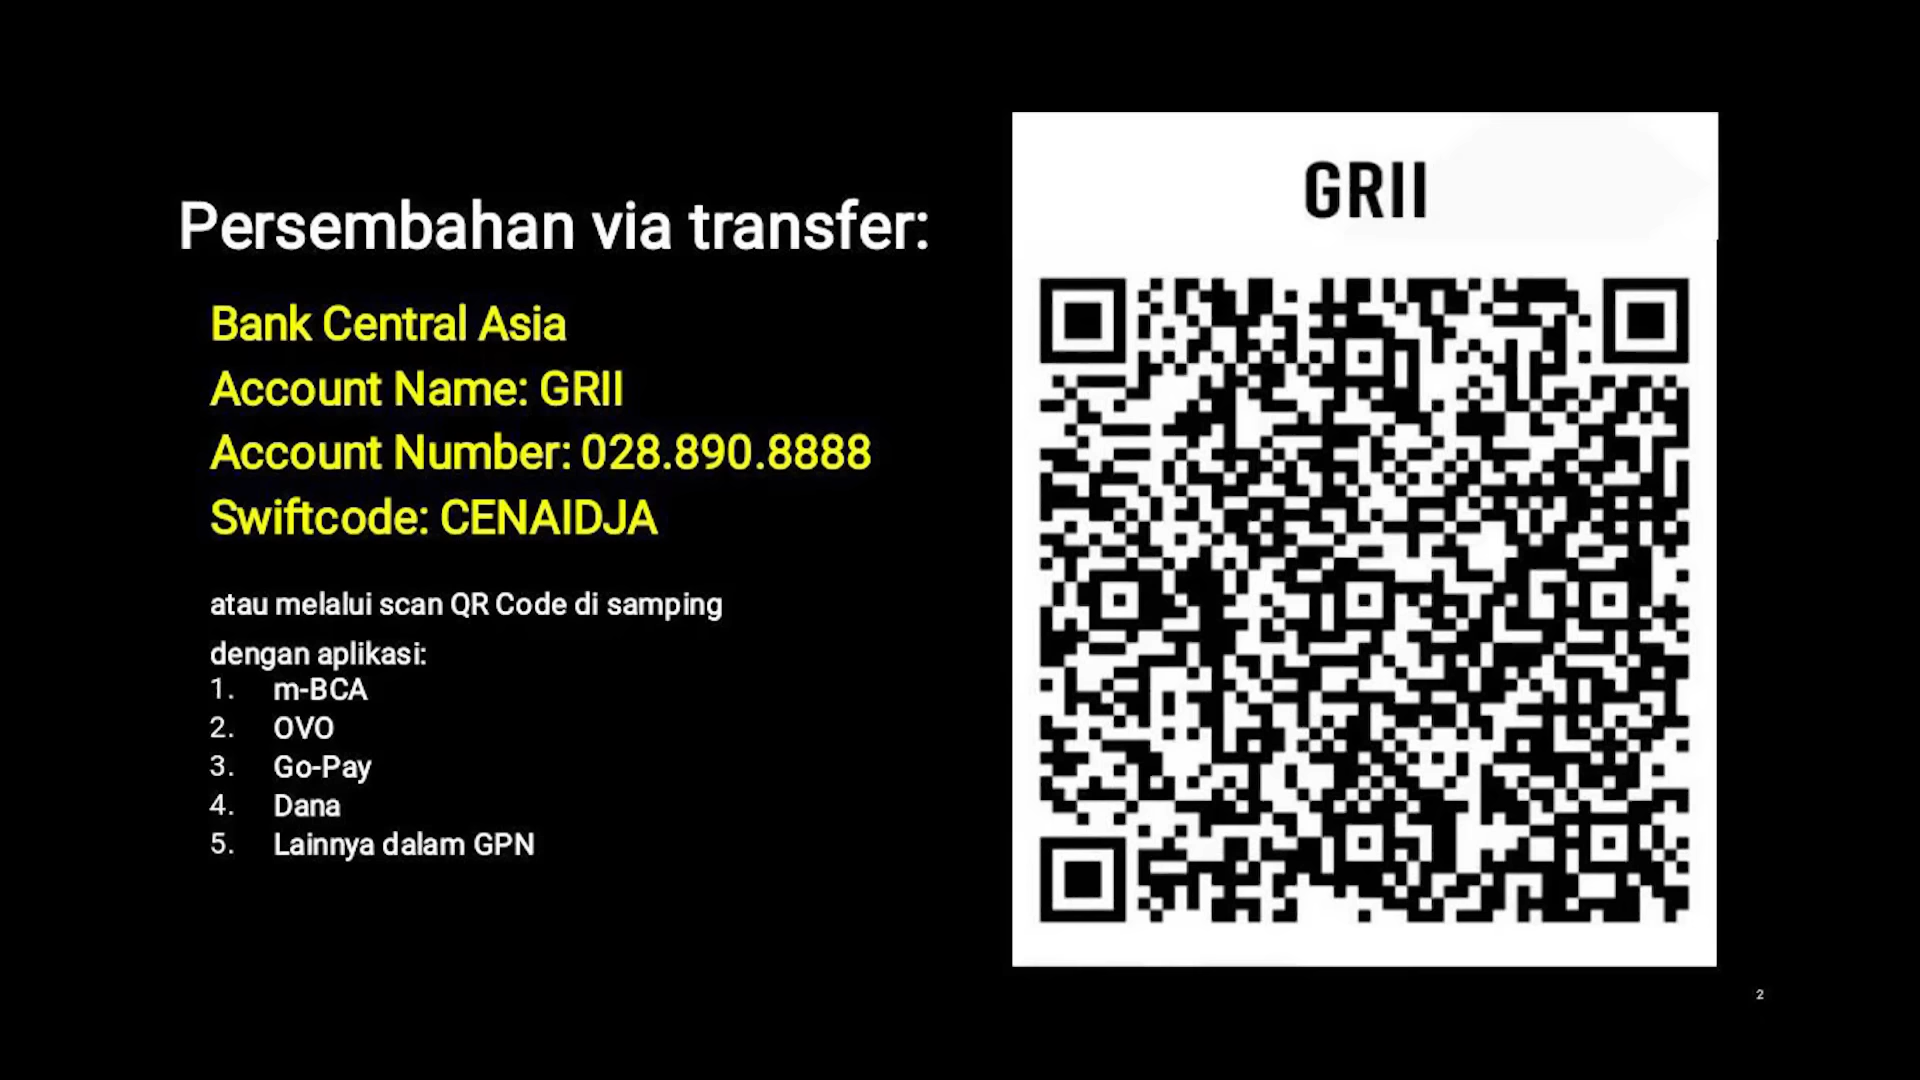 Persembahan via transfer:
Bank Central Asia
Account Name: GRII
Account Number: 028.890.8888
Swiftcode: CENAIDJA
atau melalui scan QR Code di samping
dengan aplikasi:
1. m-BCA
2. OVO
3. Go-Pay
4. Dana
5. Lainnya dalam GPN
GRII
2